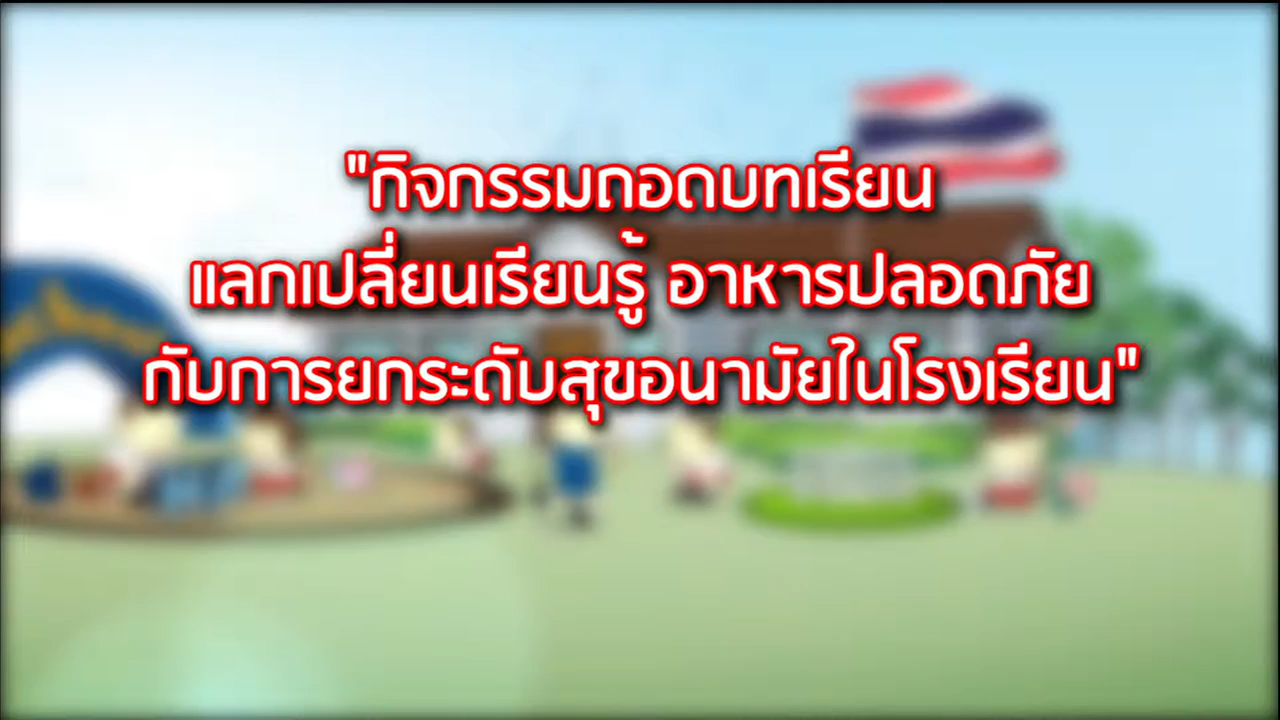 "กิจกรรมถอดบทเรียน
แลกเปลี่ยนเรียนรู้ อาหารปลอดภัย
กับการยกระดับสุขอนามัยในโรงเรียน"